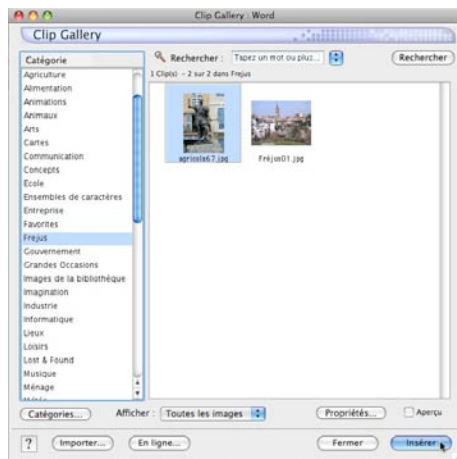 Clip Gallery : Word
Clip Gallery
Catégorie
Agriculture
Alimentation
Animations
Animaux
Arts
Cartes
Communication
Concepts
Ecole
Ensembles de caractères
Entreprise
Favorites
Frejus
Gouvernement
Grandes Occasions
Images de la bibliothèque
Imagination
Industrie
Informatique
Lieux
Loisirs
Lost & Found
Musique
Ménage
Rechercher : Tapez un mot ou plus... Rechercher
1 Clip(s) - 2 sur 2 dans Frejus
agricola67.jpg Fréjus01.jpg
Catégories... Afficher : Toutes les images Propriétés... Aperçu
? Importer... En ligne... Fermer Insérer